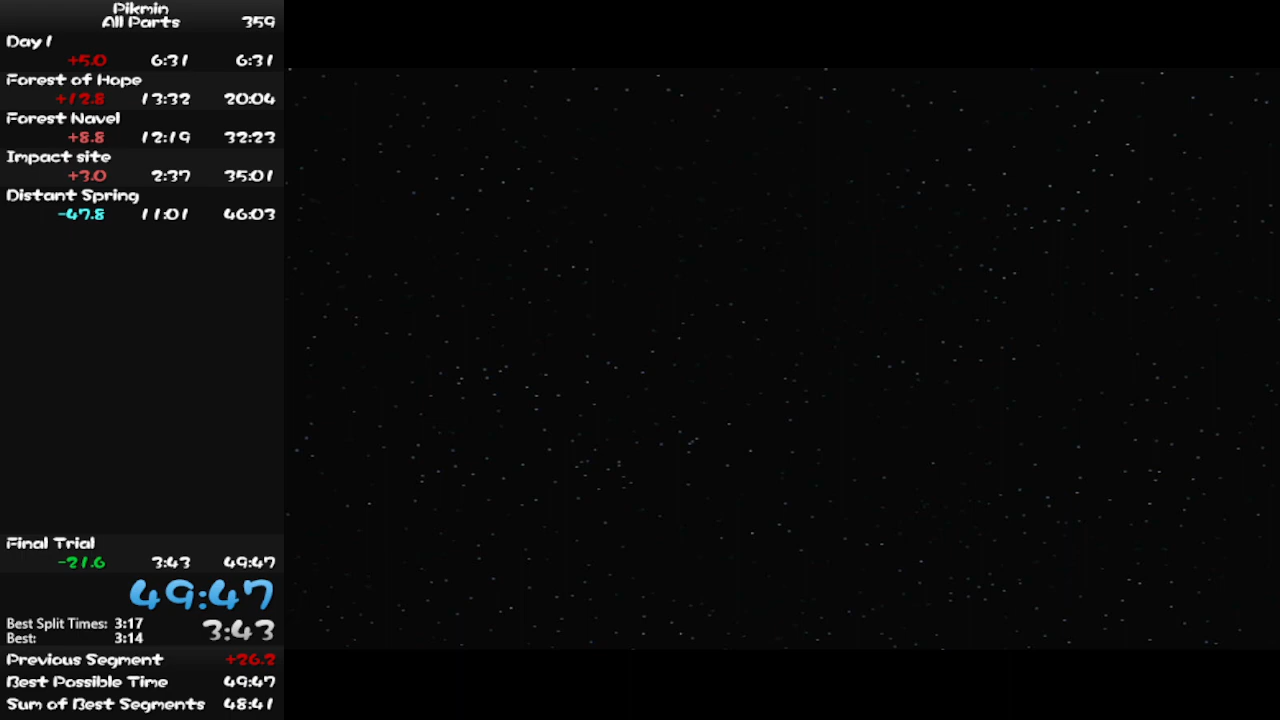 Pikmin
All Parts 359
Day 1
+5.0 6:31 6:31
Forest of Hope
+12.8 13:32 20:04
Forest Navel
+8.8 12:19 32:23
Impact site
+3.0 2:37 35:01
Distant Spring
-47.8 11:01 46:03
Final Trial
-21.6 3:43 49:47
49:47
Best Split Times: 3:17
Best: 3:14 3:43
Previous Segment +26.2
Best Possible Time 49:47
Sum of Best Segments 48:41